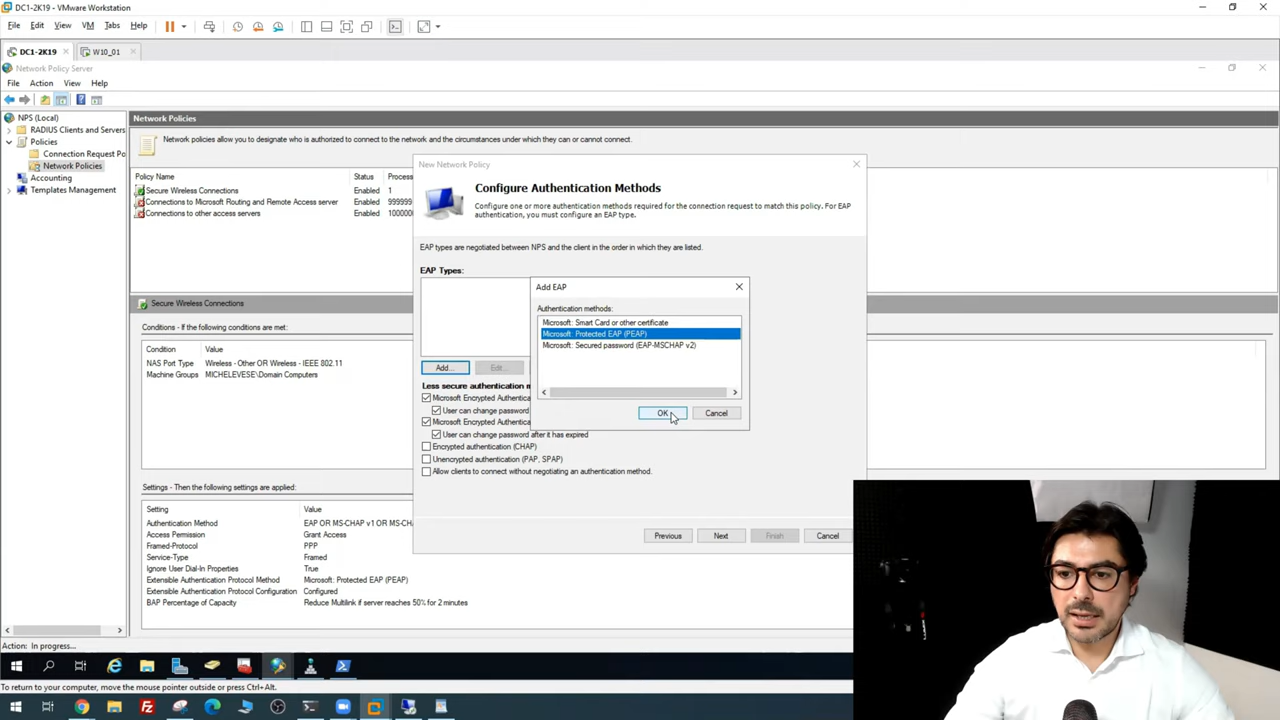 DC1-2K19 - VMware Workstation
File Edit View VM Tabs Help
DC1-2K19 W10_01
Network Policy Server
File Action View Help
NPS (Local)
RADIUS Clients and Servers
Policies
Connection Request Po
Network Policies
Accounting
Templates Management
Network Policies
Network policies allow you to designate who is authorized to connect to the network and the circumstances under which they can or cannot connect.
Policy Name Status Proces
Secure Wireless Connections Enabled 1
Connections to Microsoft Routing and Remote Access server Enabled 999999
Connections to other access servers Enabled 100000
Secure Wireless Connections
Conditions - If the following conditions are met:
Condition Value
NAS Port Type Wireless - Other OR Wireless - IEEE 802.11
Machine Groups MICHELEVESE\Domain Computers
Settings - Then the following settings are applied:
Setting Value
Authentication Method EAP OR MS-CHAP v1 OR MS-CH
Access Permission Grant Access
Framed-Protocol PPP
Service-Type Framed
Ignore User Dial-In Properties True
Extensible Authentication Protocol Method Microsoft: Protected EAP (PEAP)
Extensible Authentication Protocol Configuration Configured
BAP Percentage of Capacity Reduce Multilink if server reaches 50% for 2 minutes
New Network Policy
Configure Authentication Methods
Configure one or more authentication methods required for the connection request to match this policy. For EAP
authentication, you must configure an EAP type.
EAP types are negotiated between NPS and the client in the order in which they are listed.
EAP Types:
Add... Edit...
Less secure authentication m
Microsoft Encrypted Authentica
User can change password
Microsoft Encrypted Authentica
User can change password after it has expired
Encrypted authentication (CHAP)
Unencrypted authentication (PAP, SPAP)
Allow clients to connect without negotiating an authentication method.
Previous Next Finish Cancel
Add EAP
Authentication methods:
Microsoft: Smart Card or other certificate
Microsoft: Protected EAP (PEAP)
Microsoft: Secured password (EAP-MSCHAP v2)
OK Cancel
Action: In progress...
To return to your computer, move the mouse pointer outside or press Ctrl+Alt.